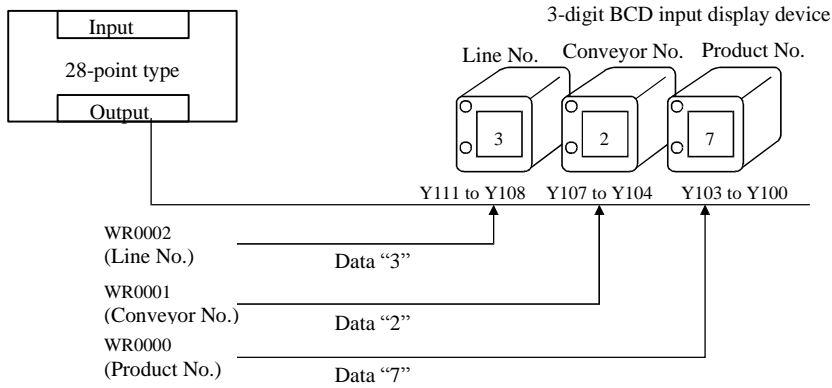 3-digit BCD input display device
Input
28-point type
Output
Line No. Conveyor No. Product No.
3 2 7
Y111 to Y108 Y107 to Y104 Y103 to Y100
WR0002
(Line No.)
Data “3”
WR0001
(Conveyor No.)
Data “2”
WR0000
(Product No.)
Data “7”